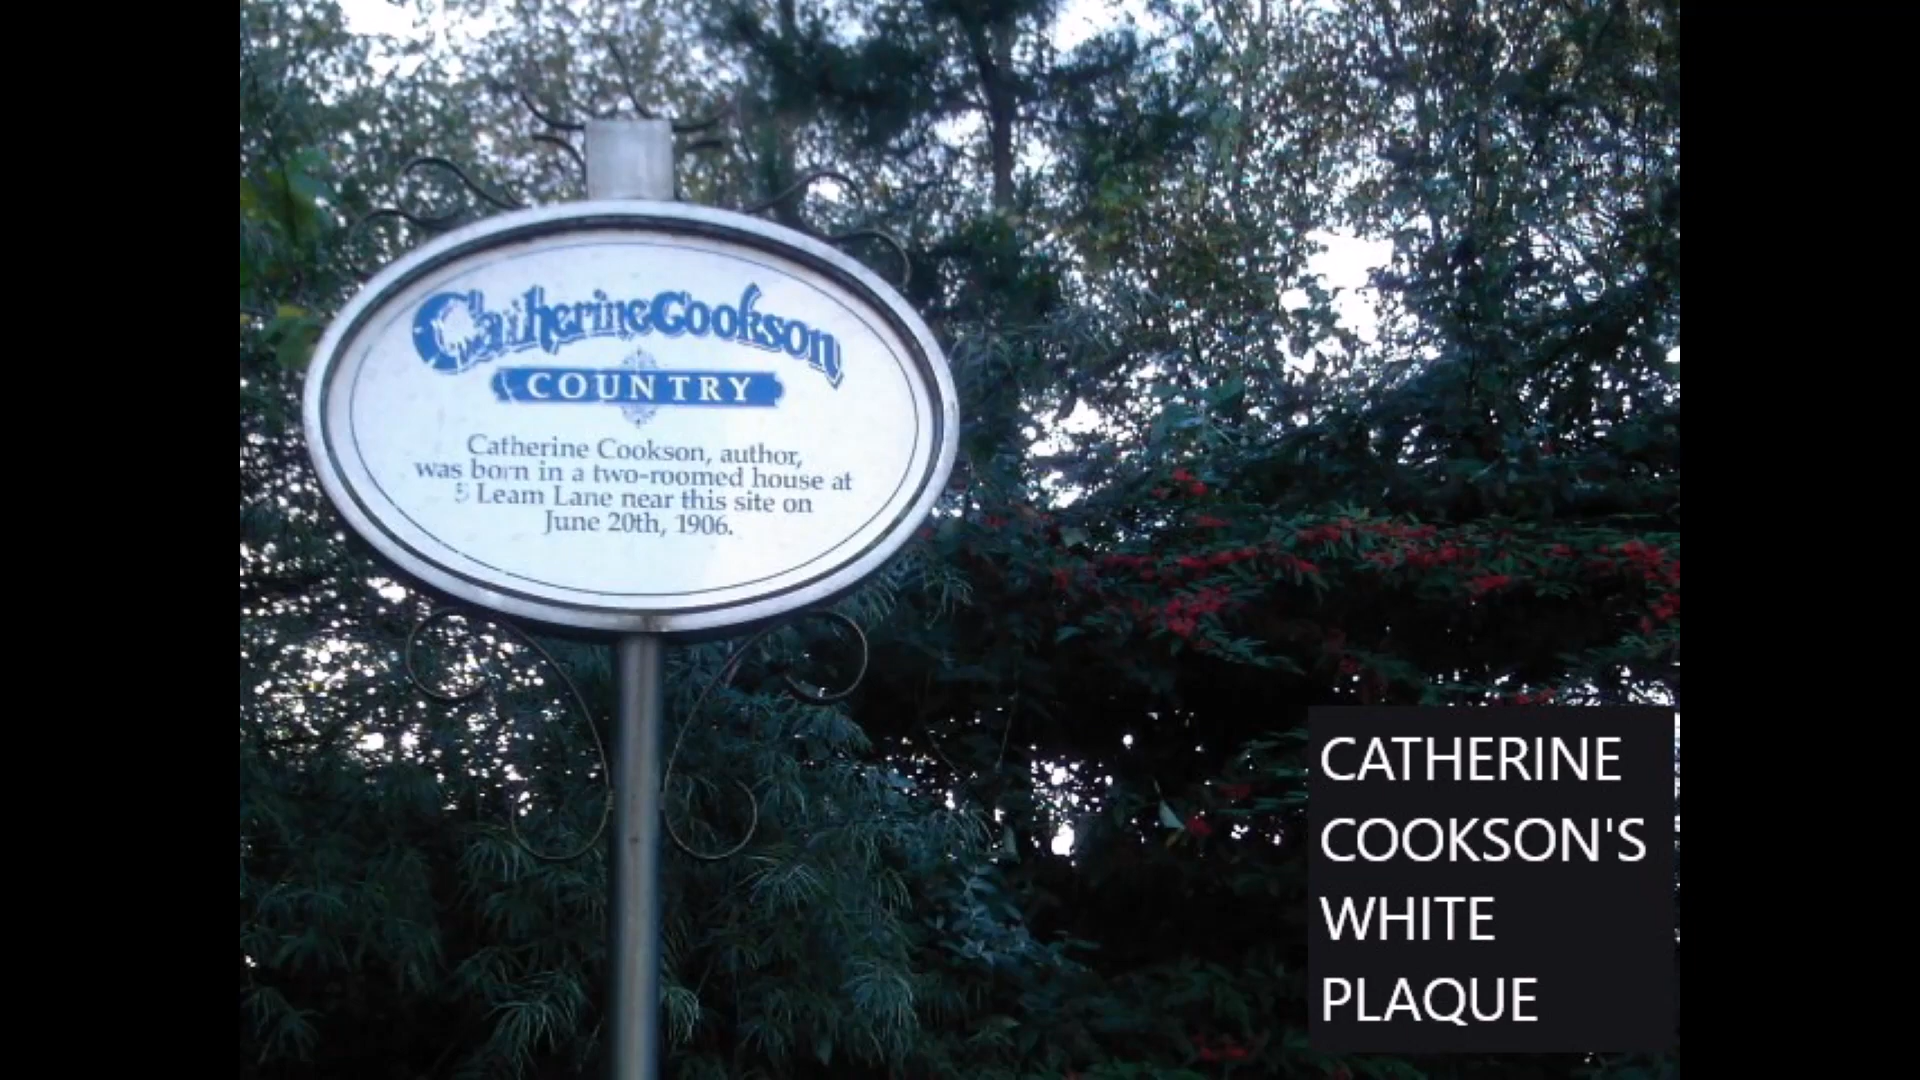 Catherine Cookson
COUNTRY
Catherine Cookson, author,
was born in a two-roomed house at
5 Leam Lane near this site on
June 20th, 1906.
CATHERINE
COOKSON'S
WHITE
PLAQUE